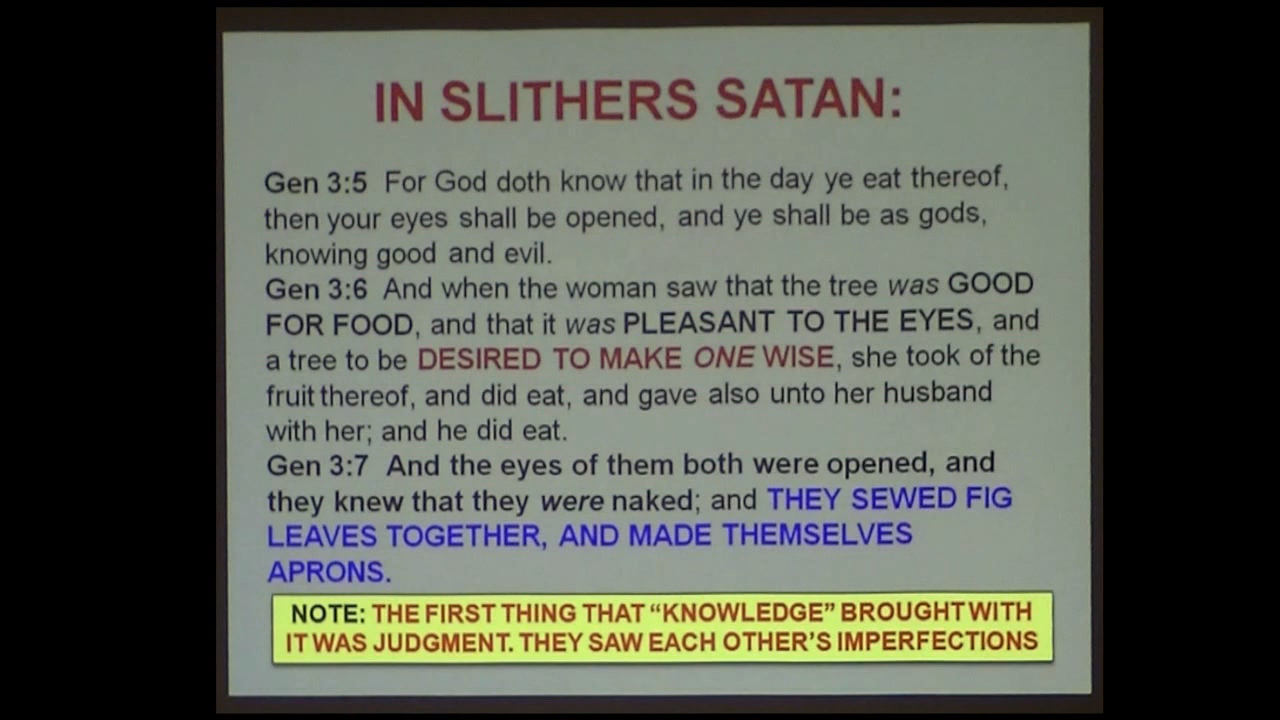 IN SLITHERS SATAN:
Gen 3:5 For God doth know that in the day ye eat thereof,
then your eyes shall be opened, and ye shall be as gods,
knowing good and evil.
Gen 3:6 And when the woman saw that the tree was GOOD
FOR FOOD, and that it was PLEASANT TO THE EYES, and
a tree to be DESIRED TO MAKE ONE WISE, she took of the
fruit thereof, and did eat, and gave also unto her husband
with her; and he did eat.
Gen 3:7 And the eyes of them both were opened, and
they knew that they were naked; and THEY SEWED FIG
LEAVES TOGETHER, AND MADE THEMSELVES
APRONS.
NOTE: THE FIRST THING THAT “KNOWLEDGE” BROUGHT WITH
IT WAS JUDGMENT. THEY SAW EACH OTHER’S IMPERFECTIONS